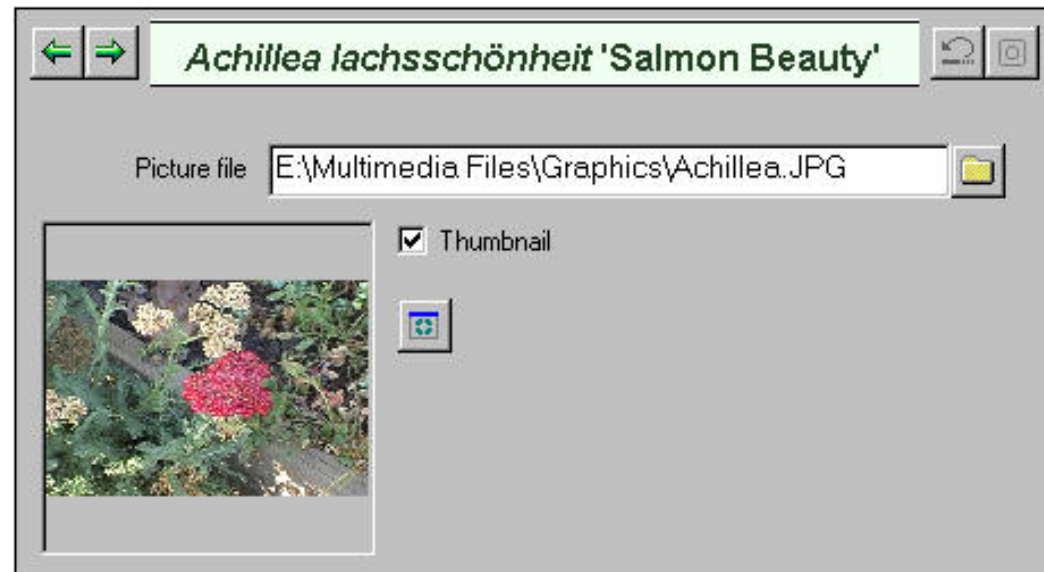 Achillea lachsschönheit 'Salmon Beauty'
Picture file E:\Multimedia Files\Graphics\Achillea.JPG
Thumbnail